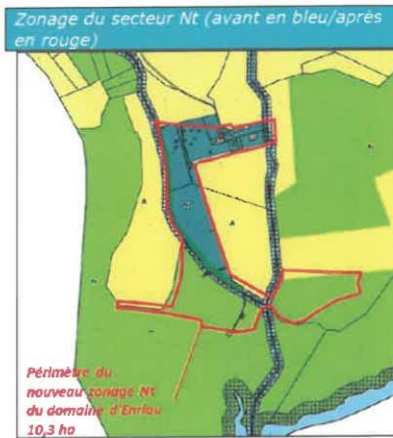 Zonage du secteur Nt (avant en bleu/après
en rouge)
A
A
Périmètre du
nouveau zonage Nt
du domaine d'Enriou
10,3 ha